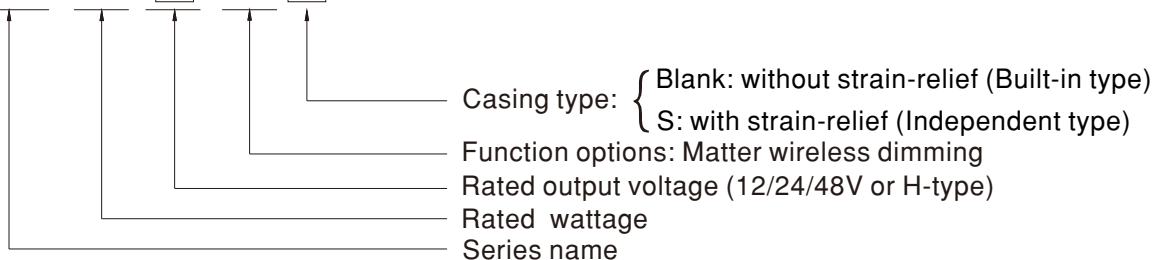 Blank: without strain-relief (Built-in type)
Casing type:
S: with strain-relief (Independent type)
Function options: Matter wireless dimming
Rated output voltage (12/24/48V or H-type)
Rated wattage
Series name